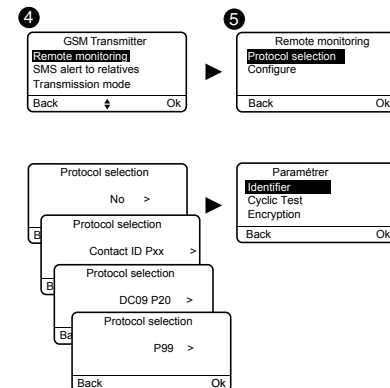 4
GSM Transmitter
Remote monitoring
SMS alert to relatives
Transmission mode
Back Ok
5
Remote monitoring
Protocol selection
Configure
Back Ok
Protocol selection
No >
B
Protocol selection
Contact ID Pxx >
B
Protocol selection
DC09 P20 >
Ba
Protocol selection
P99 >
Back Ok
Paramétrer
Identifier
Cyclic Test
Encryption
Back Ok